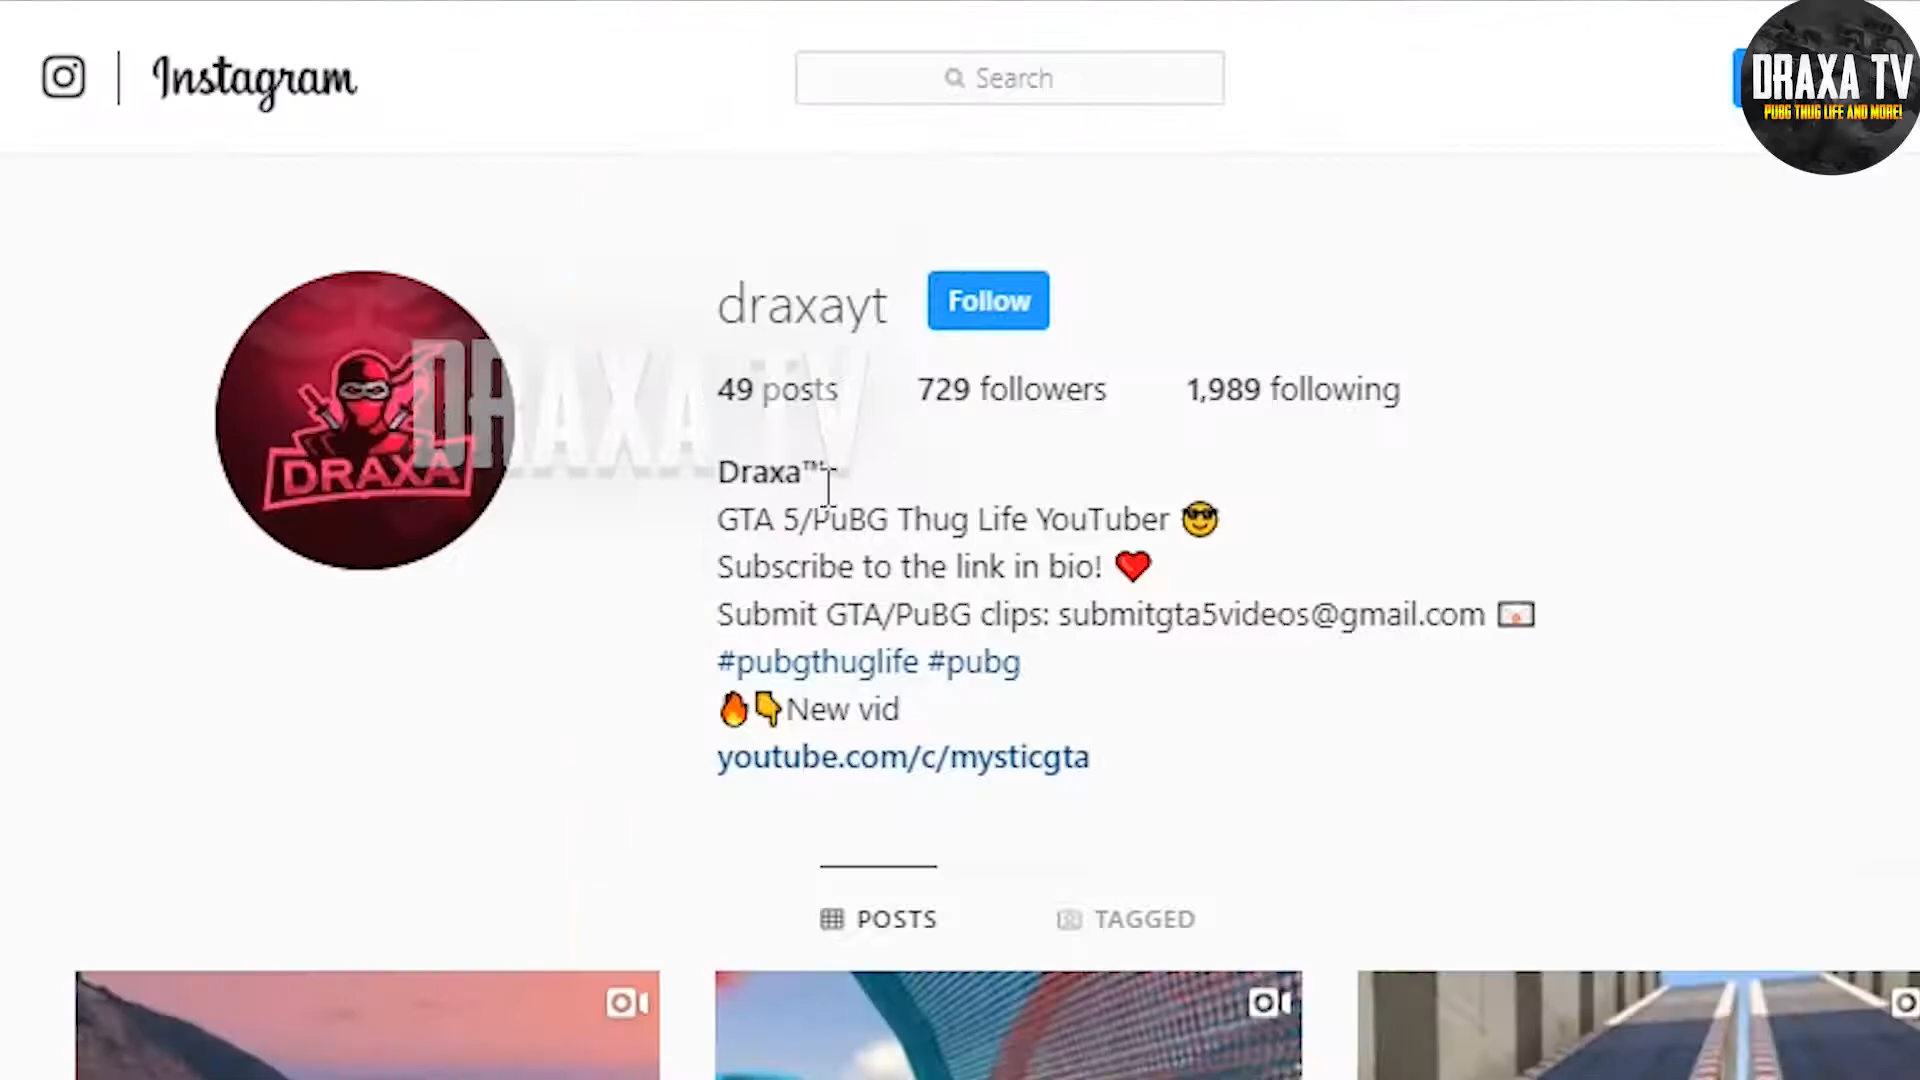 Instagram
Search
DRAXA TV
PUBG THUG LIFE AND MORE!
draxayt
Follow
DRAXA
DRAXA TV
49 posts
729 followers
1,989 following
Draxa™
GTA 5/PuBG Thug Life YouTuber 😎
Subscribe to the link in bio! ❤️
Submit GTA/PuBG clips: submitgta5videos@gmail.com 💌
#pubgthuglife #pubg
🔥👇New vid
youtube.com/c/mysticgta
POSTS
TAGGED